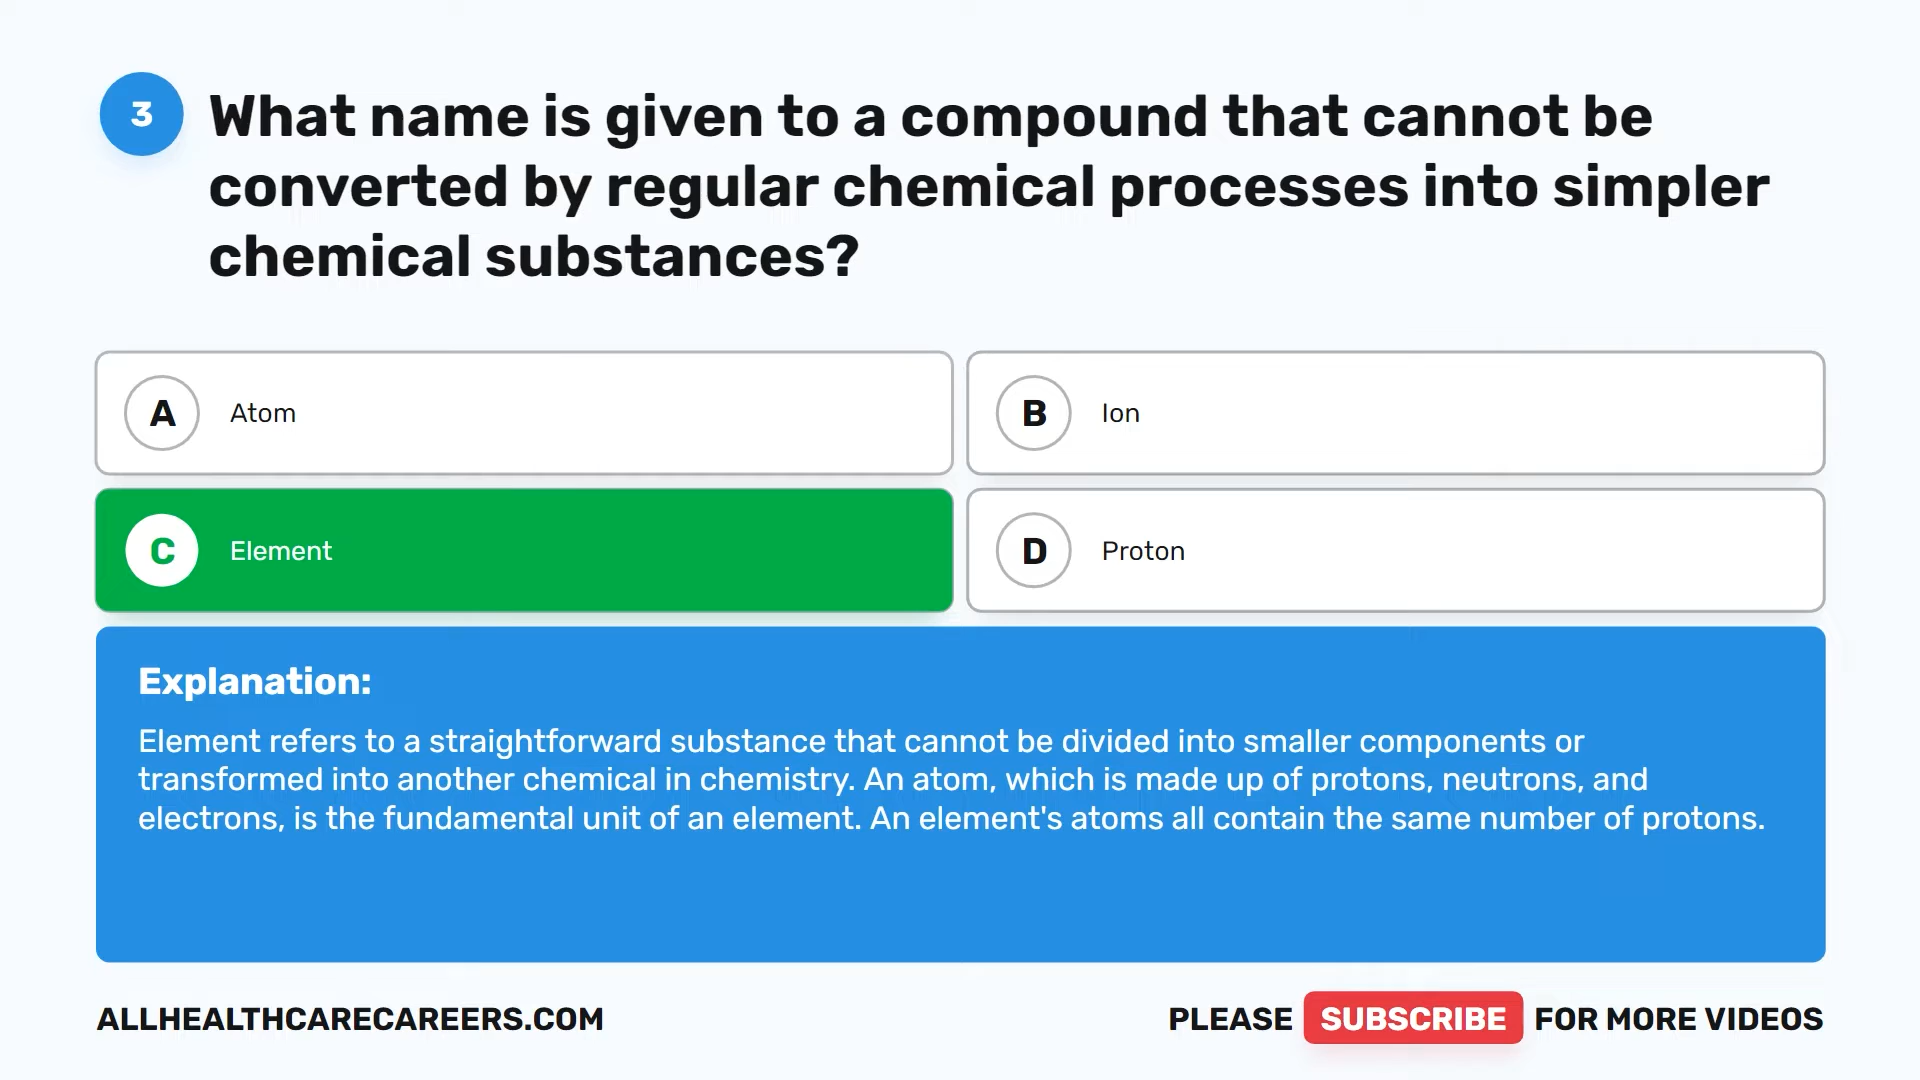 3
What name is given to a compound that cannot be
converted by regular chemical processes into simpler
chemical substances?
A Atom
B Ion
C Element
D Proton
Explanation:
Element refers to a straightforward substance that cannot be divided into smaller components or
transformed into another chemical in chemistry. An atom, which is made up of protons, neutrons, and
electrons, is the fundamental unit of an element. An element's atoms all contain the same number of protons.
ALLHEALTHCARECAREERS.COM
PLEASE SUBSCRIBE FOR MORE VIDEOS